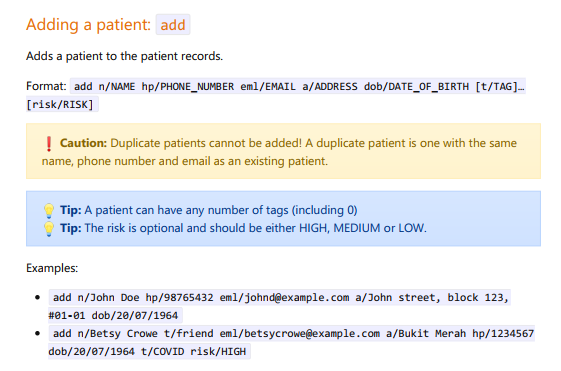 Adding a patient: add
Adds a patient to the patient records.
Format: add n/NAME hp/PHONE_NUMBER eml/EMAIL a/ADDRESS dob/DATE_OF_BIRTH [t/TAG]…
[risk/RISK]
❗ Caution: Duplicate patients cannot be added! A duplicate patient is one with the same
name, phone number and email as an existing patient.
💡 Tip: A patient can have any number of tags (including 0)
💡 Tip: The risk is optional and should be either HIGH, MEDIUM or LOW.
Examples:
• add n/John Doe hp/98765432 eml/johnd@example.com a/John street, block 123,
#01-01 dob/20/07/1964
• add n/Betsy Crowe t/friend eml/betsycrowe@example.com a/Bukit Merah hp/1234567
dob/20/07/1964 t/COVID risk/HIGH